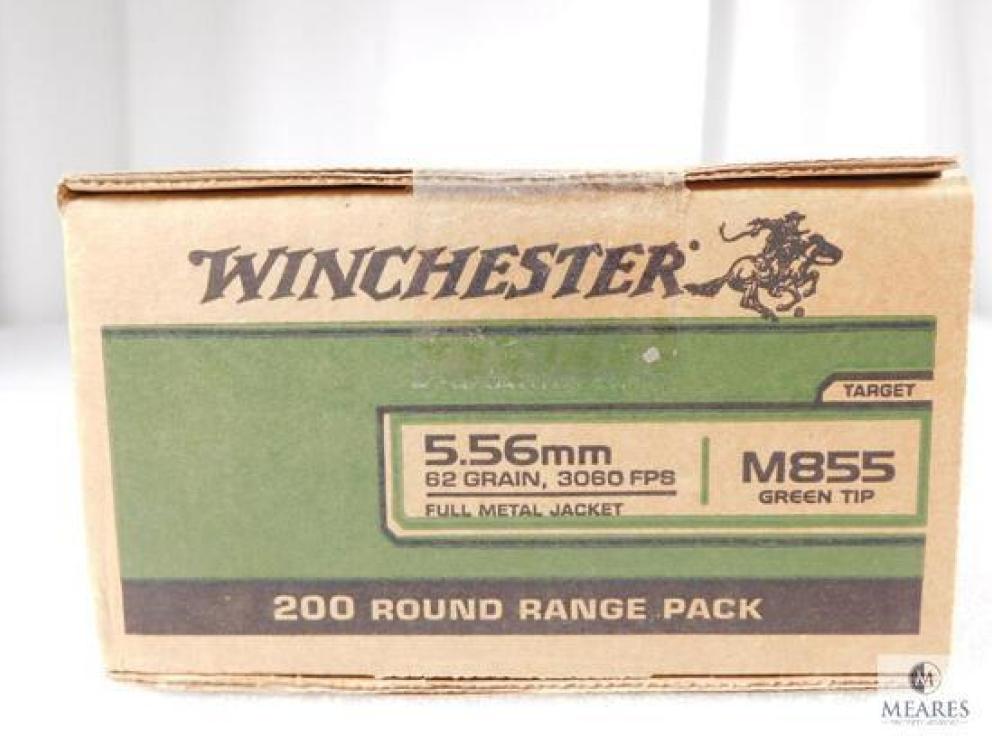 WINCHESTER®
TARGET
5.56mm
62 GRAIN, 3060 FPS
FULL METAL JACKET
M855
GREEN TIP
200 ROUND RANGE PACK
M
MEARES